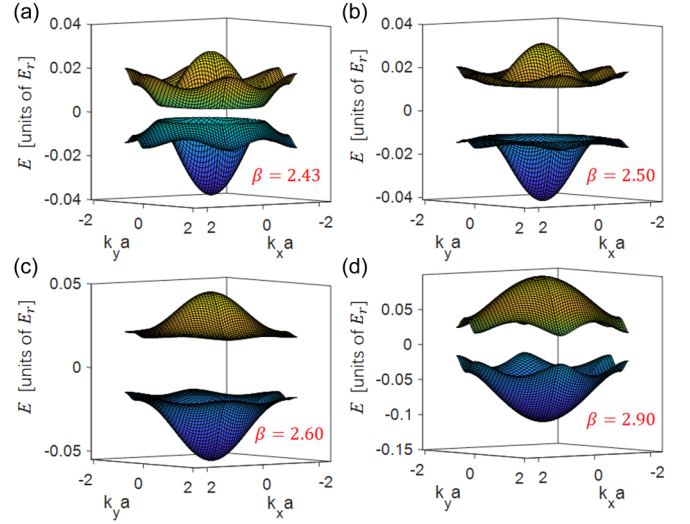 (a)
0.04
0.02
0
-0.02
-0.04
E [units of E_r]
β = 2.43
-2
0
2
k_y a
2
0
-2
k_x a
(b)
0.04
0.02
0
-0.02
-0.04
E [units of E_r]
β = 2.50
-2
0
2
k_y a
2
0
-2
k_x a
(c)
0.05
0
-0.05
E [units of E_r]
β = 2.60
-2
0
2
k_y a
2
0
-2
k_x a
(d)
0.05
0
-0.05
-0.1
-0.15
E [units of E_r]
β = 2.90
-2
0
2
k_y a
2
0
-2
k_x a